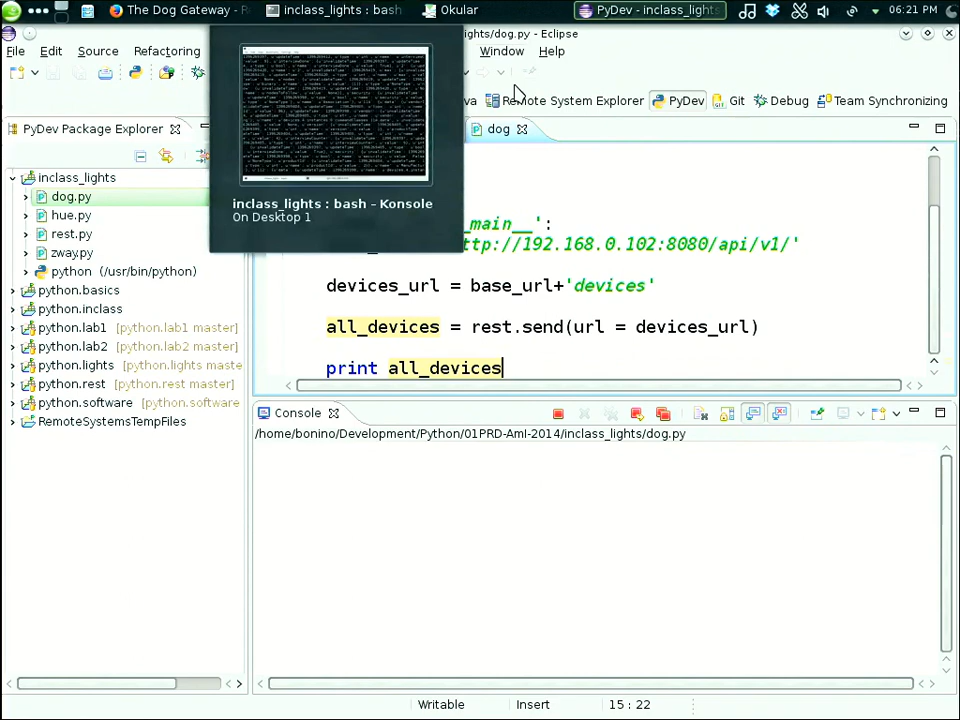 The Dog Gateway - R
inclass_lights : bash
Okular
PyDev - inclass_lights
06:21 PM
ghts/dog.py - Eclipse
File Edit Source Refactoring
Window Help
va Remote System Explorer PyDev Git Debug Team Synchronizing
PyDev Package Explorer
dog
inclass_lights
dog.py
hue.py
rest.py
zway.py
python (/usr/bin/python)
python.basics
python.inclass
python.lab1 [python.lab1 master]
python.lab2 [python.lab2 master]
python.lights [python.lights maste
python.rest [python.rest master]
python.software [python.software
RemoteSystemsTempFiles
inclass_lights : bash – Konsole
On Desktop 1
_main__':
ttp://192.168.0.102:8080/api/v1/'
devices_url = base_url+'devices'
all_devices = rest.send(url = devices_url)
print all_devices
Console
/home/bonino/Development/Python/01PRD-AmI-2014/inclass_lights/dog.py
Writable Insert 15 : 22